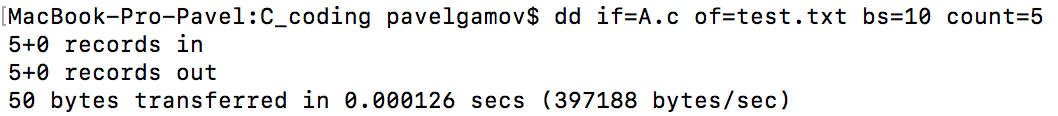 [MacBook-Pro-Pavel:C_coding pavelgamov$ dd if=A.c of=test.txt bs=10 count=5
5+0 records in
5+0 records out
50 bytes transferred in 0.000126 secs (397188 bytes/sec)